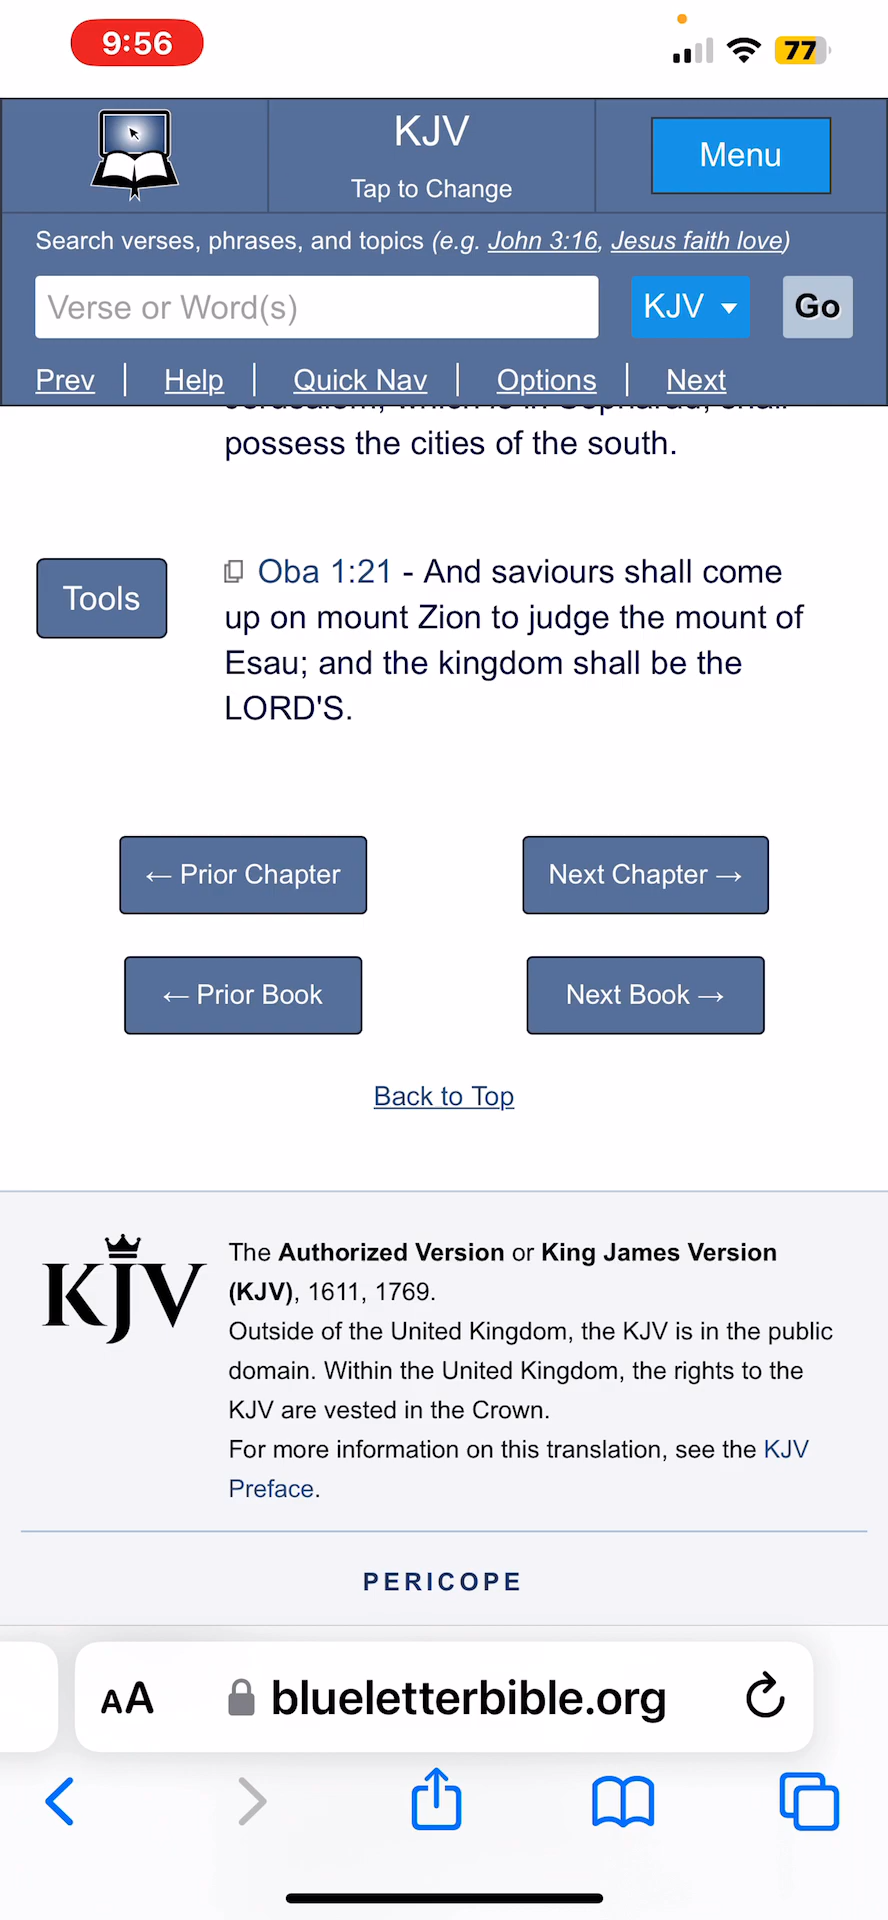 9:56
77
KJV
Tap to Change
Menu
Search verses, phrases, and topics (e.g. John 3:16, Jesus faith love)
Verse or Word(s)
KJV
Go
Prev | Help | Quick Nav | Options | Next
possess the cities of the south.
Tools
Oba 1:21 - And saviours shall come
up on mount Zion to judge the mount of
Esau; and the kingdom shall be the
LORD'S.
← Prior Chapter
Next Chapter →
← Prior Book
Next Book →
Back to Top
KJV
The Authorized Version or King James Version
(KJV), 1611, 1769.
Outside of the United Kingdom, the KJV is in the public
domain. Within the United Kingdom, the rights to the
KJV are vested in the Crown.
For more information on this translation, see the KJV
Preface.
PERICOPE
AA
blueletterbible.org